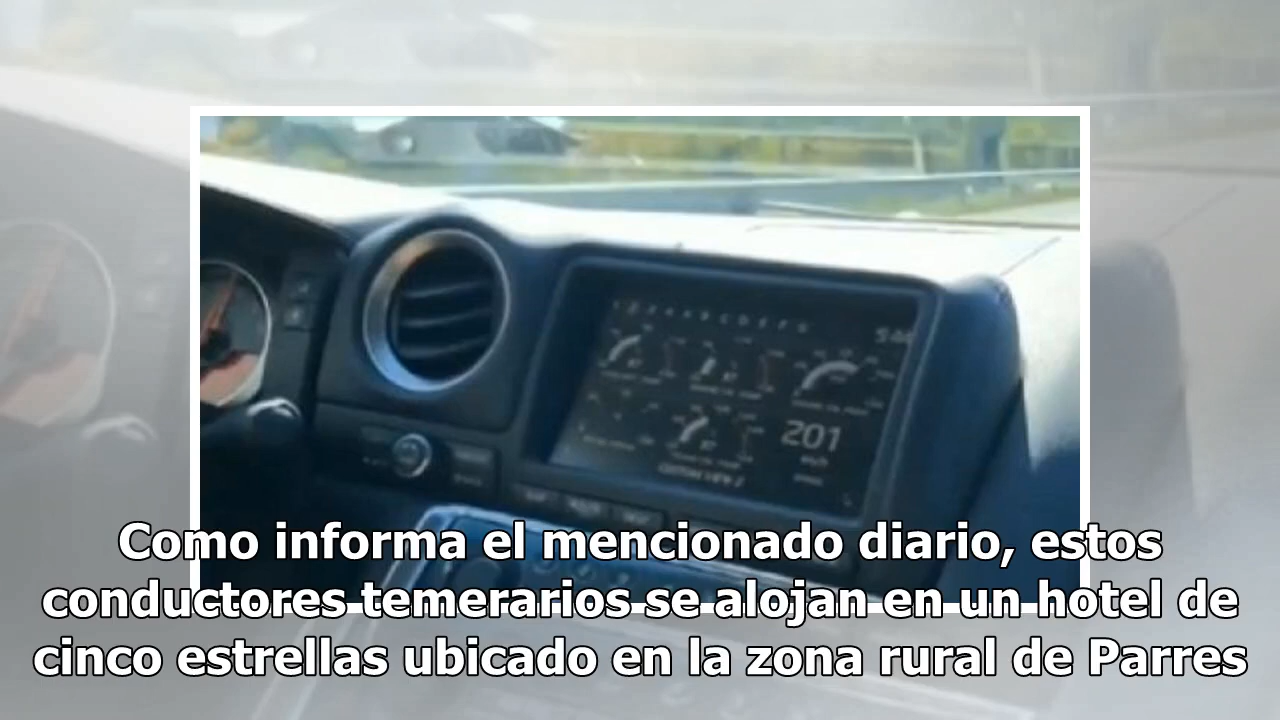 201
km/h
Como informa el mencionado diario, estos
conductores temerarios se alojan en un hotel de
cinco estrellas ubicado en la zona rural de Parres